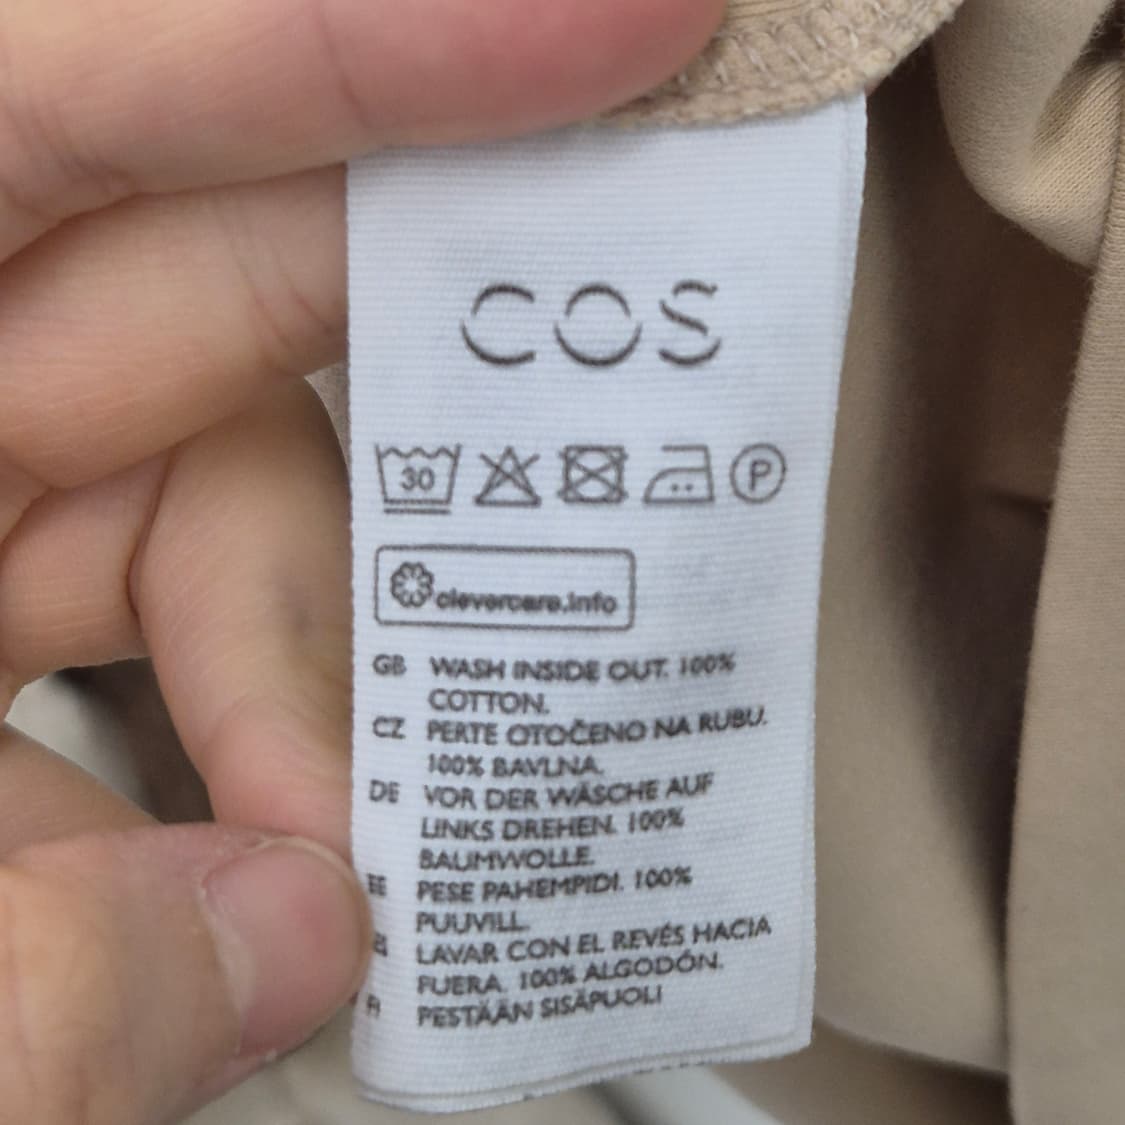 COS
30
P
clevercare.info
GB WASH INSIDE OUT. 100%
COTTON.
CZ PERTE OTOČENO NA RUBU.
100% BAVLNA.
DE VOR DER WÄSCHE AUF
LINKS DREHEN. 100%
BAUMWOLLE.
EE PESE PAHEMPIDI. 100%
PUUVILL.
LAVAR CON EL REVÉS HACIA
FUERA. 100% ALGODÓN.
PESTÄÄN SISÄPUOLI